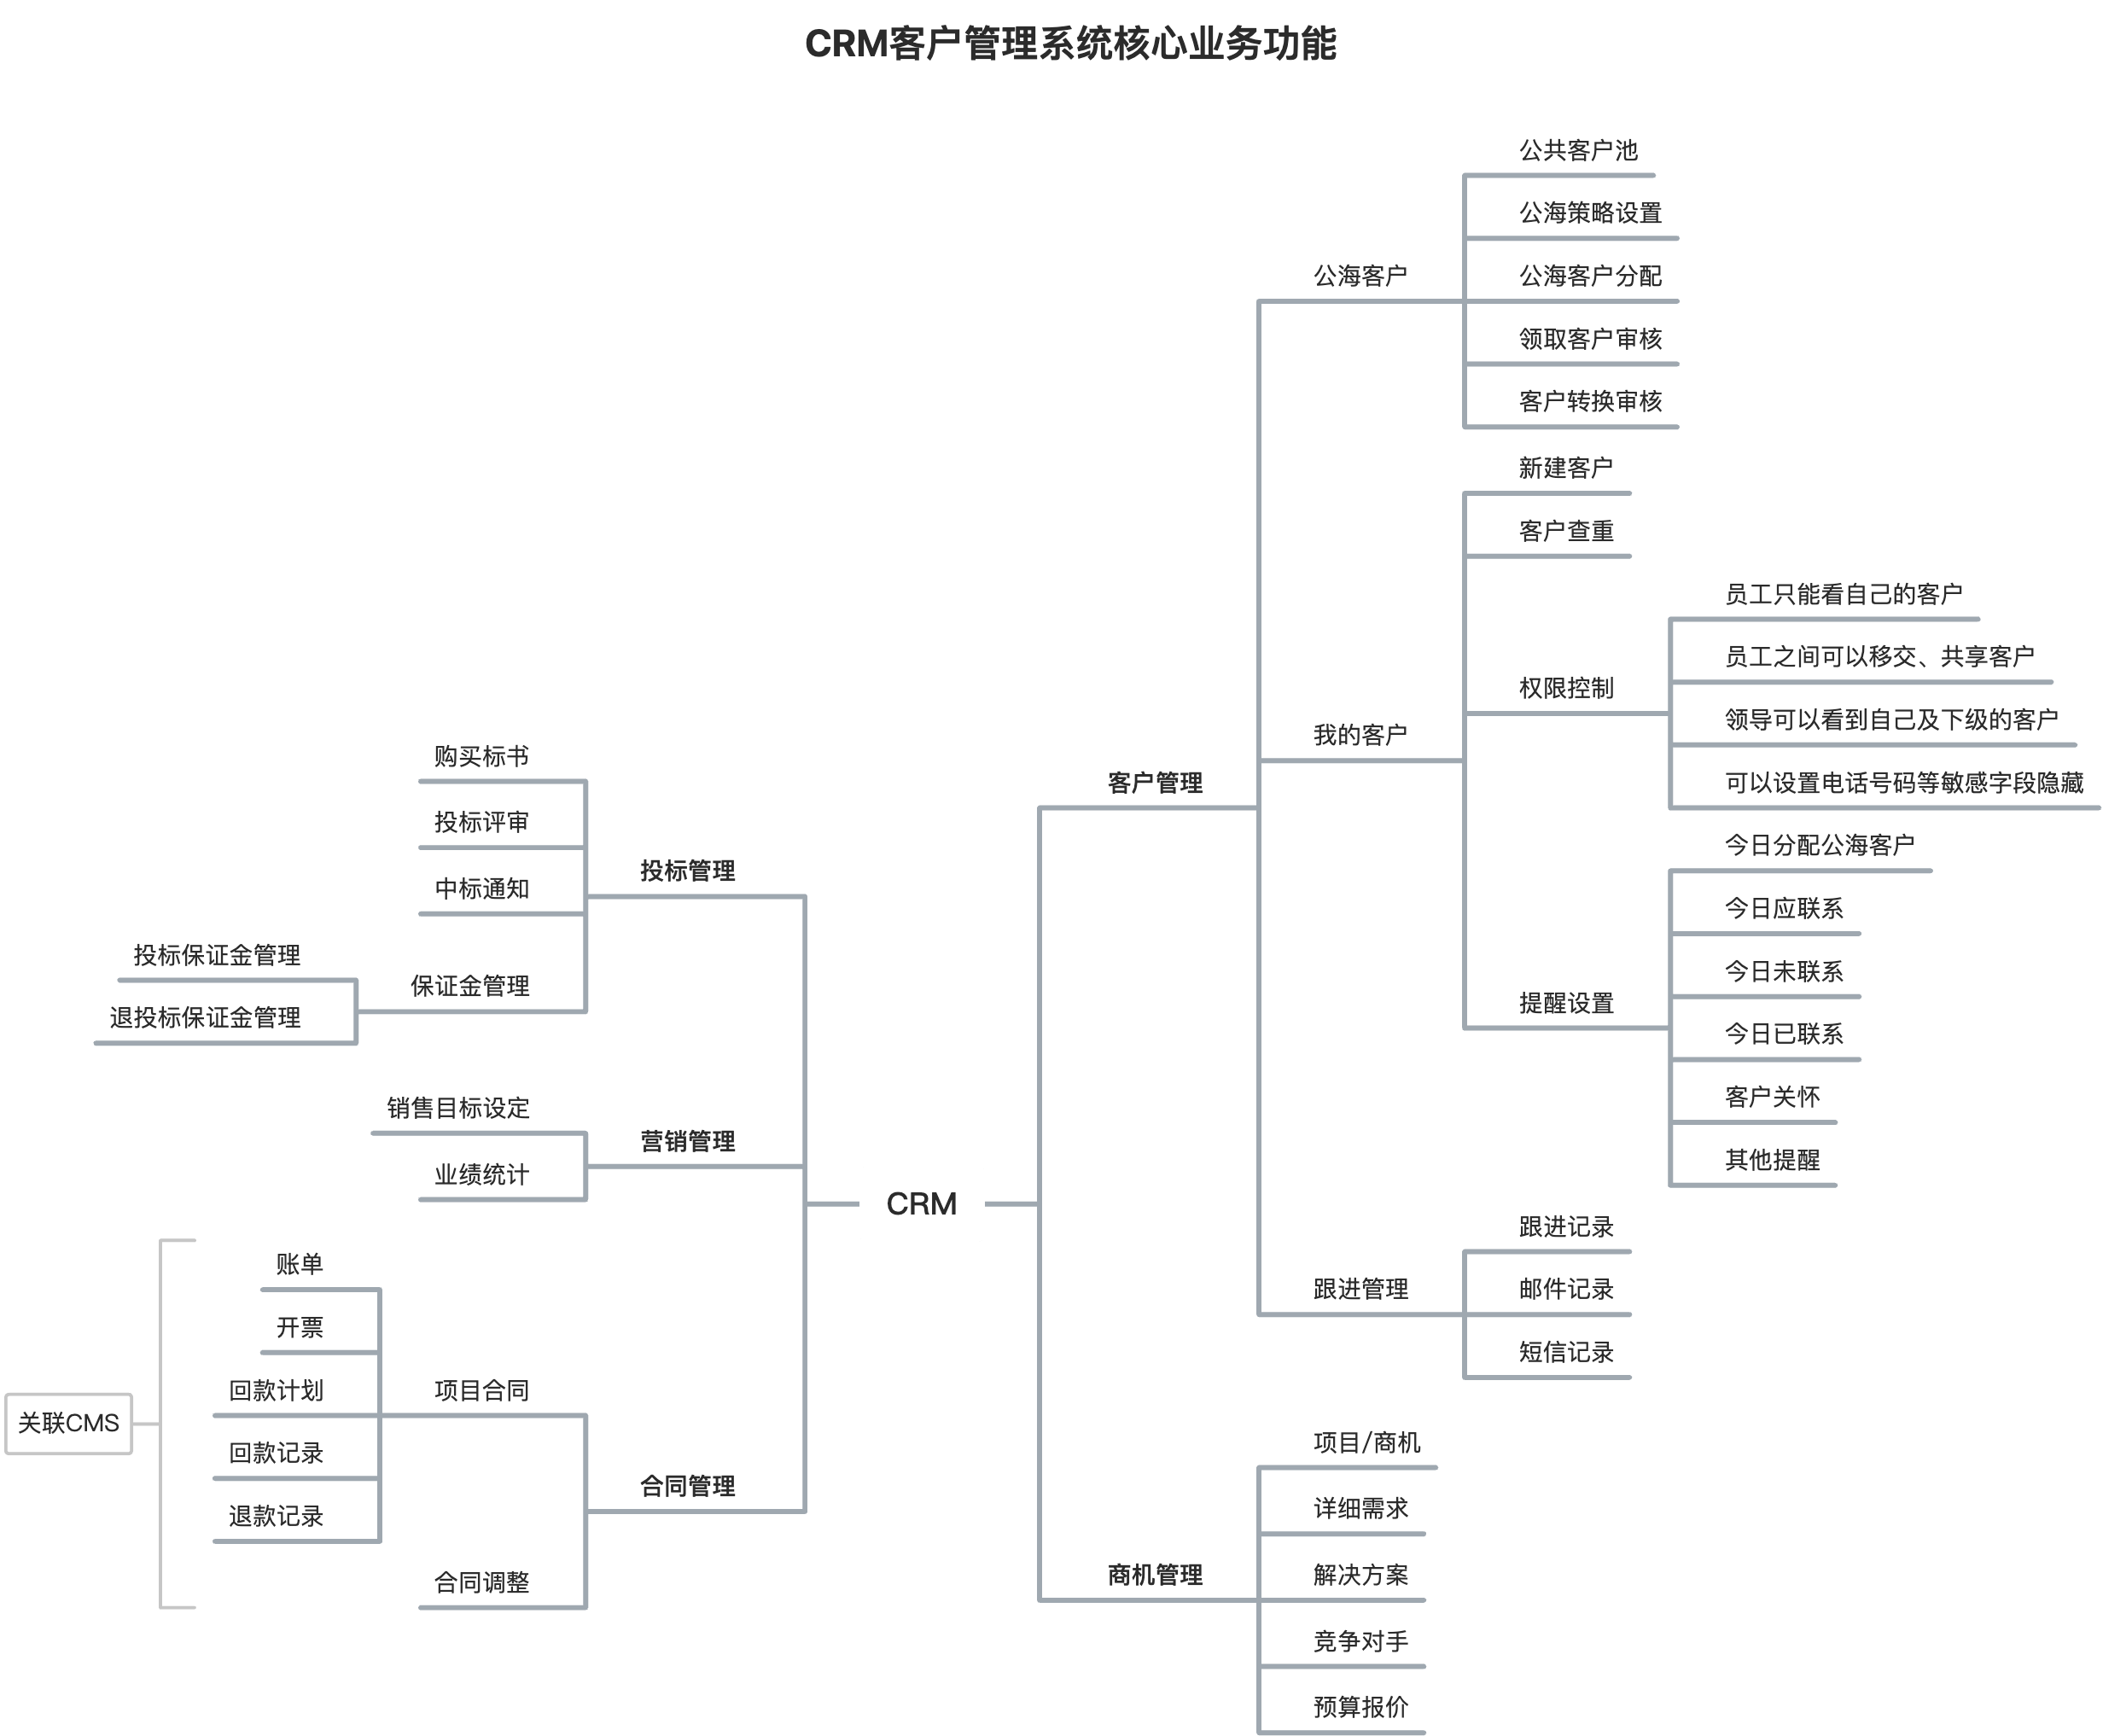 CRM客户管理系统核心业务功能
CRM
客户管理
公海客户
公共客户池
公海策略设置
公海客户分配
领取客户审核
客户转换审核
我的客户
新建客户
客户查重
权限控制
员工只能看自己的客户
员工之间可以移交、共享客户
领导可以看到自己及下级的客户
可以设置电话号码等敏感字段隐藏
提醒设置
今日分配公海客户
今日应联系
今日未联系
今日已联系
客户关怀
其他提醒
跟进管理
跟进记录
邮件记录
短信记录
商机管理
项目/商机
详细需求
解决方案
竞争对手
预算报价
投标管理
购买标书
投标评审
中标通知
保证金管理
投标保证金管理
退投标保证金管理
营销管理
销售目标设定
业绩统计
合同管理
项目合同
账单
开票
回款计划
回款记录
退款记录
合同调整
关联CMS